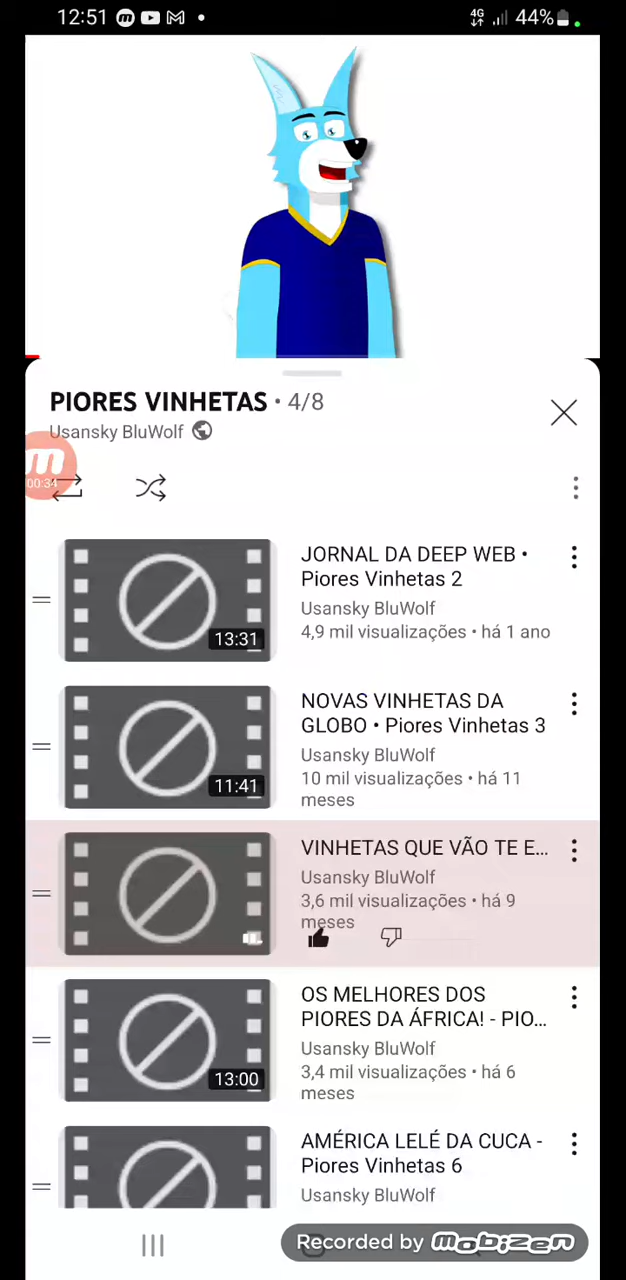 12:51
4G
44%
PIORES VINHETAS • 4/8
Usansky BluWolf
00:34
JORNAL DA DEEP WEB •
Piores Vinhetas 2
Usansky BluWolf
4,9 mil visualizações • há 1 ano
13:31
NOVAS VINHETAS DA
GLOBO • Piores Vinhetas 3
Usansky BluWolf
10 mil visualizações • há 11
meses
11:41
VINHETAS QUE VÃO TE E...
Usansky BluWolf
3,6 mil visualizações • há 9
meses
OS MELHORES DOS
PIORES DA ÁFRICA! - PIO...
Usansky BluWolf
3,4 mil visualizações • há 6
meses
13:00
AMÉRICA LELÉ DA CUCA -
Piores Vinhetas 6
Usansky BluWolf
Recorded by mobizen